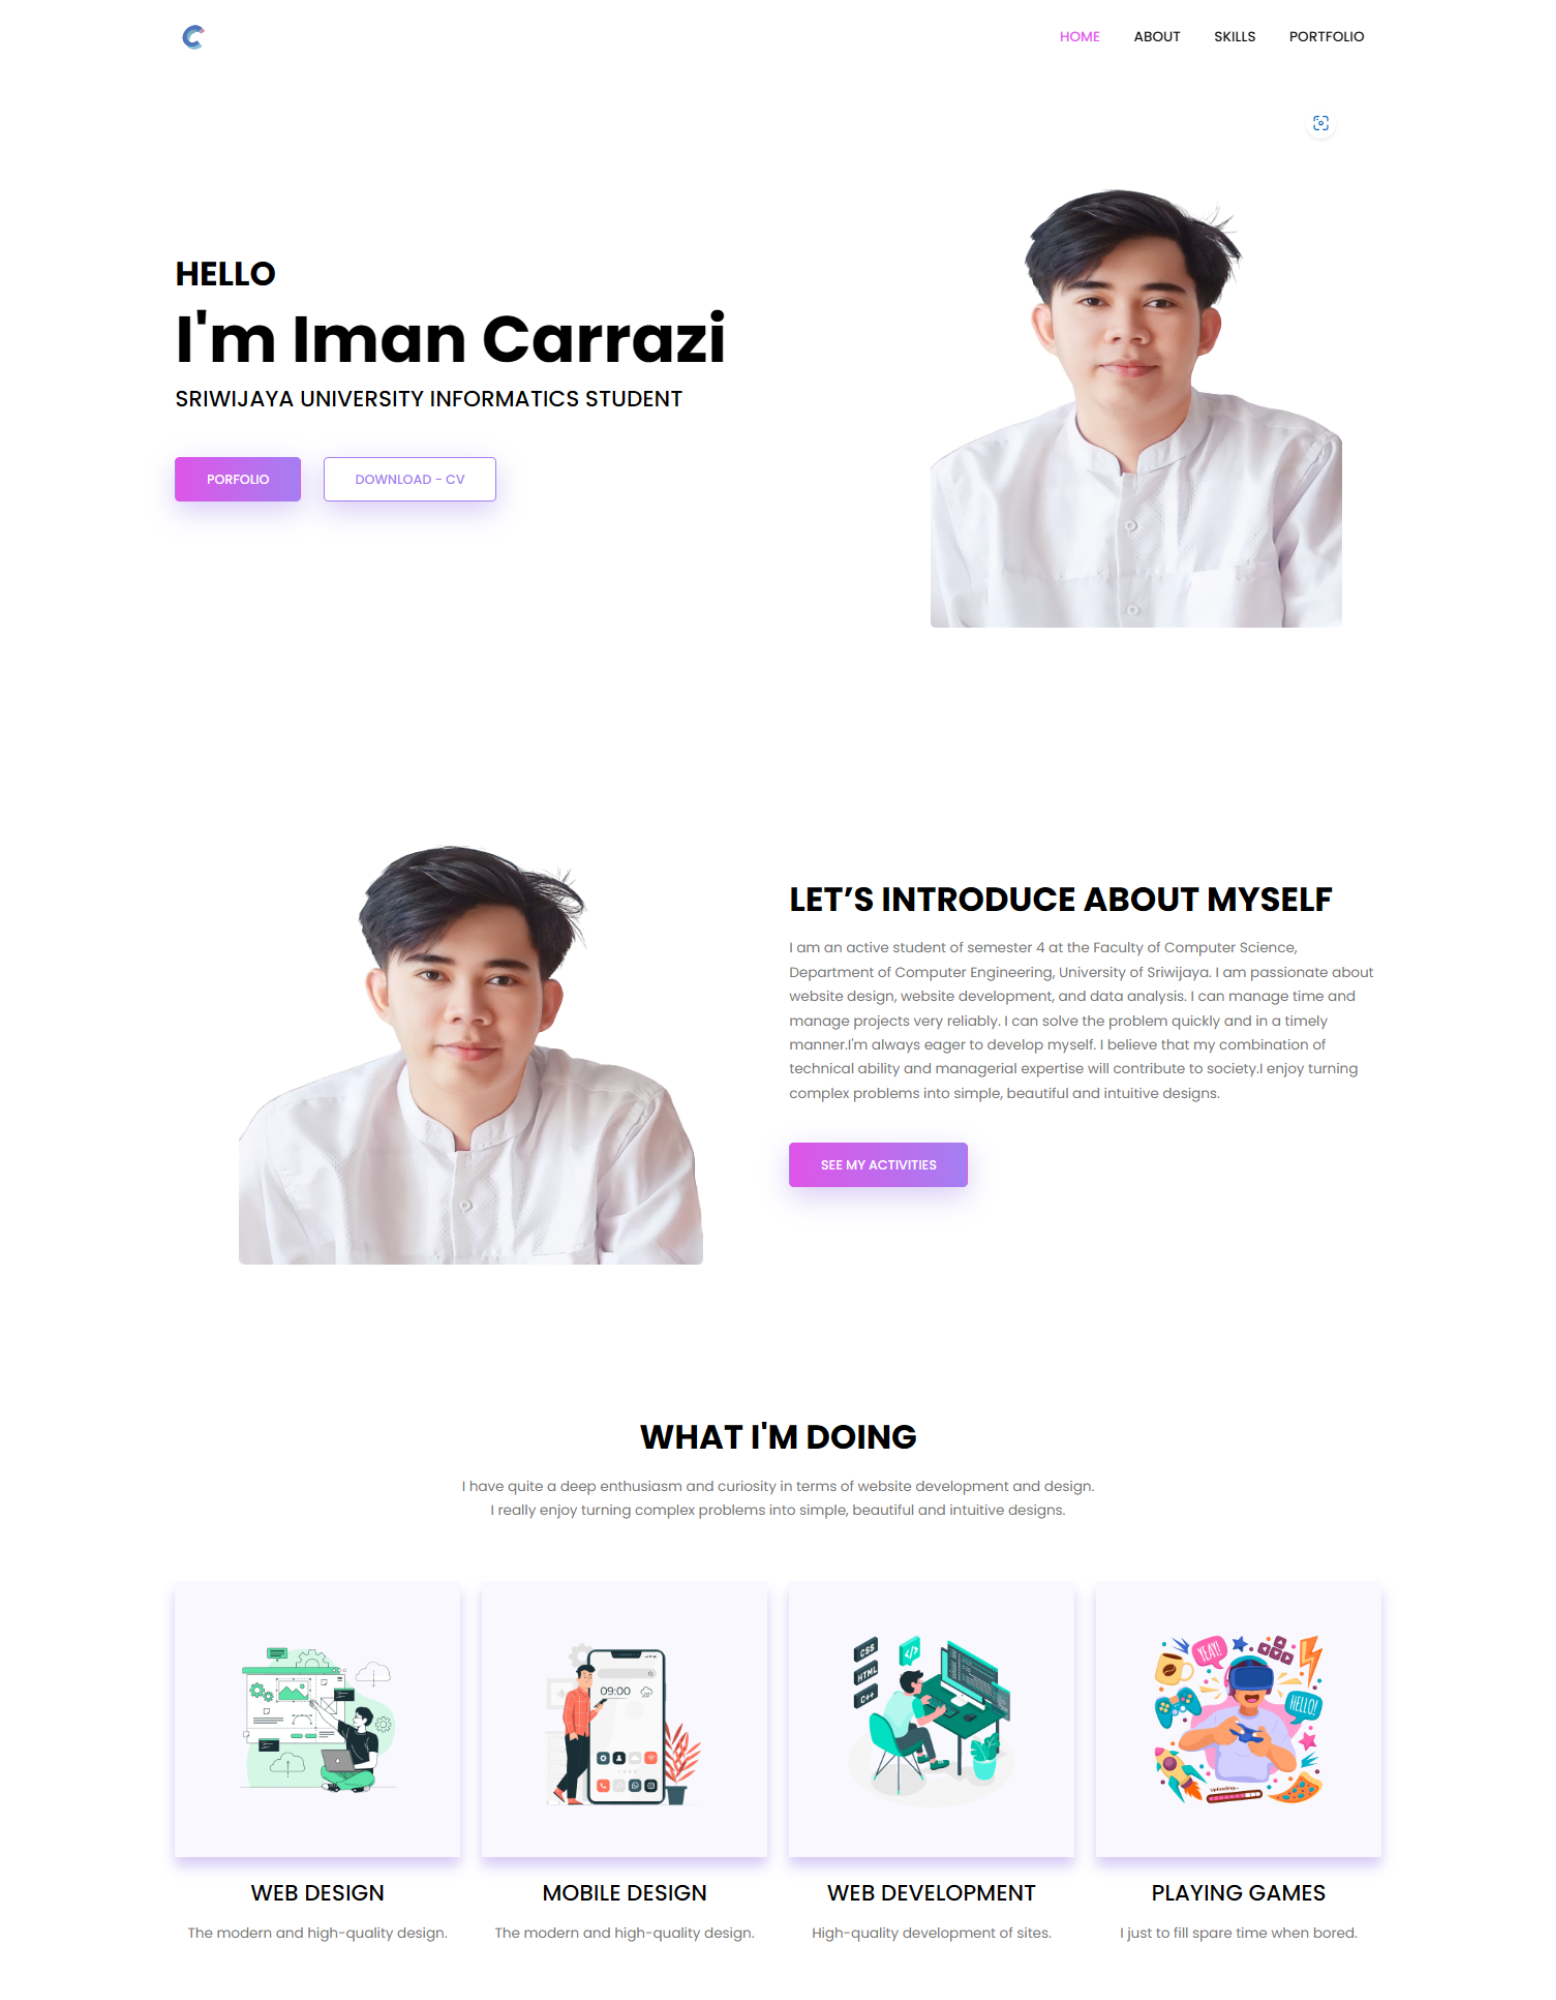 C
HOME ABOUT SKILLS PORTFOLIO
HELLO
I'm Iman Carrazi
SRIWIJAYA UNIVERSITY INFORMATICS STUDENT
PORFOLIO DOWNLOAD - CV
LET’S INTRODUCE ABOUT MYSELF
I am an active student of semester 4 at the Faculty of Computer Science,
Department of Computer Engineering, University of Sriwijaya. I am passionate about
website design, website development, and data analysis. I can manage time and
manage projects very reliably. I can solve the problem quickly and in a timely
manner.I'm always eager to develop myself. I believe that my combination of
technical ability and managerial expertise will contribute to society.I enjoy turning
complex problems into simple, beautiful and intuitive designs.
SEE MY ACTIVITIES
WHAT I'M DOING
I have quite a deep enthusiasm and curiosity in terms of website development and design.
I really enjoy turning complex problems into simple, beautiful and intuitive designs.
09:00
CSS
HTML
C++
</>
YEAY!
HELLO!
Uploading...
WEB DESIGN
The modern and high-quality design.
MOBILE DESIGN
The modern and high-quality design.
WEB DEVELOPMENT
High-quality development of sites.
PLAYING GAMES
I just to fill spare time when bored.